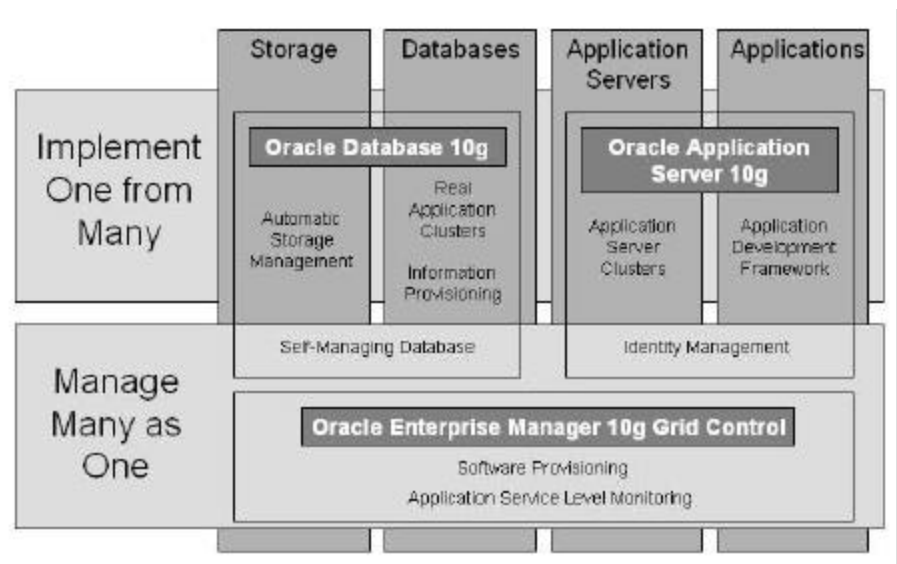 Storage
Databases
Application
Servers
Applications
Implement
One from
Many
Oracle Database 10g
Automatic
Storage
Management
Real
Application
Clusters
Information
Provisioning
Oracle Application
Server 10g
Application
Server
Clusters
Application
Development
Framework
Self-Managing Database
Identity Management
Manage
Many as
One
Oracle Enterprise Manager 10g Grid Control
Software Provisioning
Application Service Level Monitoring